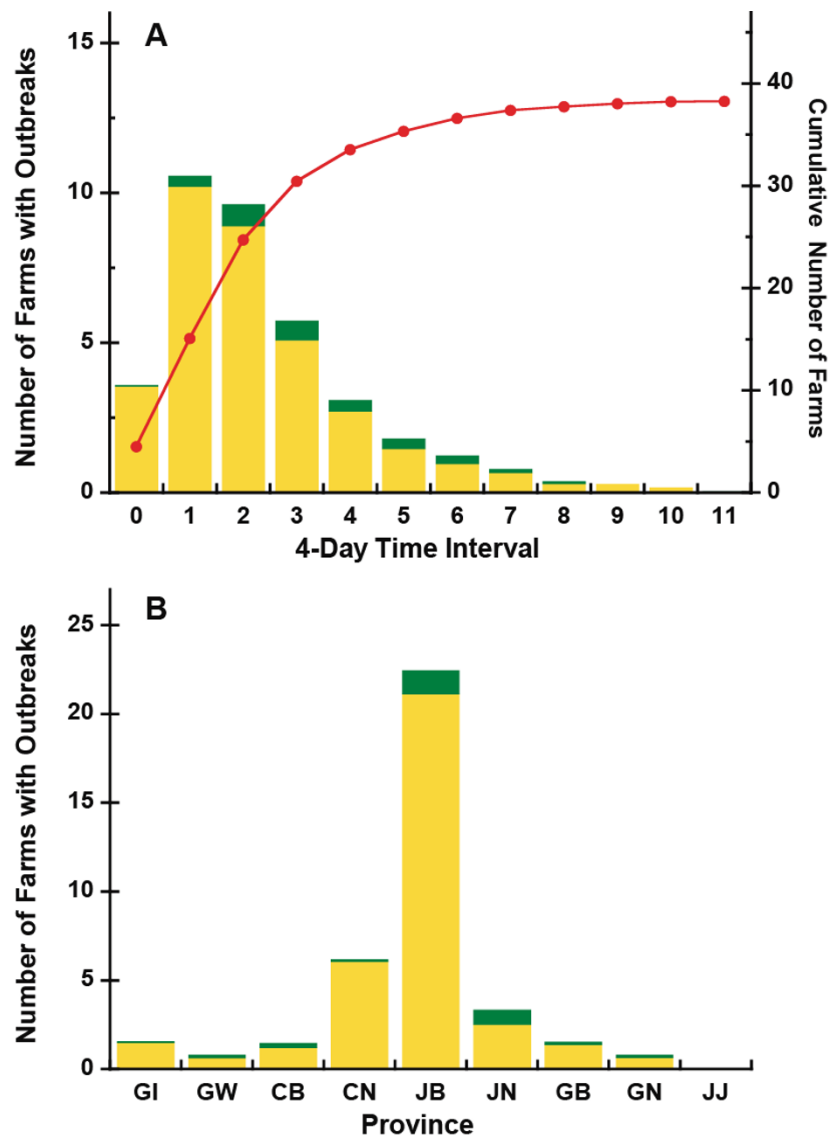 A
Number of Farms with Outbreaks
15
10
5
0
Cumulative Number of Farms
40
30
20
10
0
0 1 2 3 4 5 6 7 8 9 10 11
4-Day Time Interval
B
Number of Farms with Outbreaks
25
20
15
10
5
0
GI GW CB CN JB JN GB GN JJ
Province